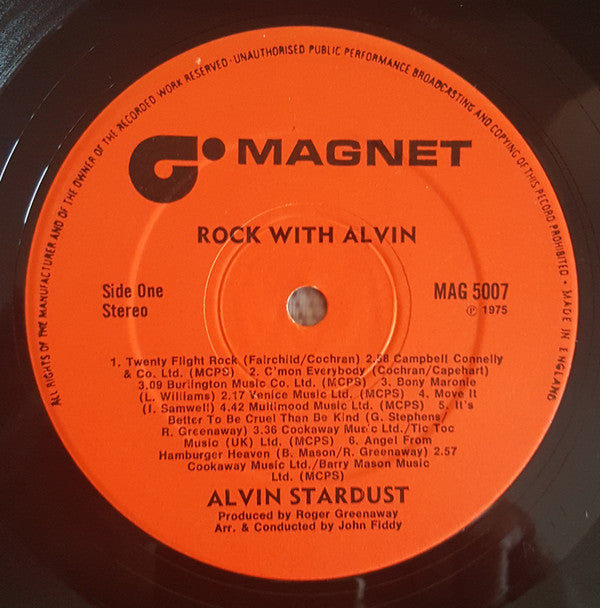 ALL RIGHTS OF THE MANUFACTURER AND OF THE OWNER OF THE RECORDED WORK RESERVED · UNAUTHORISED PUBLIC PERFORMANCE BROADCASTING AND COPYING OF THIS RECORD PROHIBITED · MADE IN ENGLAND
MAGNET
ROCK WITH ALVIN
Side One MAG 5007
Stereo ℗ 1975
1. Twenty Flight Rock (Fairchild/Cochran) 2.58 Campbell Connelly
& Co. Ltd. (MCPS) 2. C'mon Everybody (Cochran/Capehart)
3.09 Burlington Music Co. Ltd. (MCPS) 3. Bony Maronie
(L. Williams) 2.17 Venice Music Ltd. (MCPS) 4. Move It
(J. Samwell) 4.42 Multimood Music Ltd. (MCPS) 5. It's
Better To Be Cruel Than Be Kind (G. Stephens/
R. Greenaway) 3.36 Cookaway Music Ltd./Tic Toc
Music (UK) Ltd. (MCPS) 6. Angel From
Hamburger Heaven (B. Mason/R. Greenaway) 2.57
Cookaway Music Ltd./Barry Mason Music
Ltd. (MCPS)
ALVIN STARDUST
Produced by Roger Greenaway
Arr. & Conducted by John Fiddy